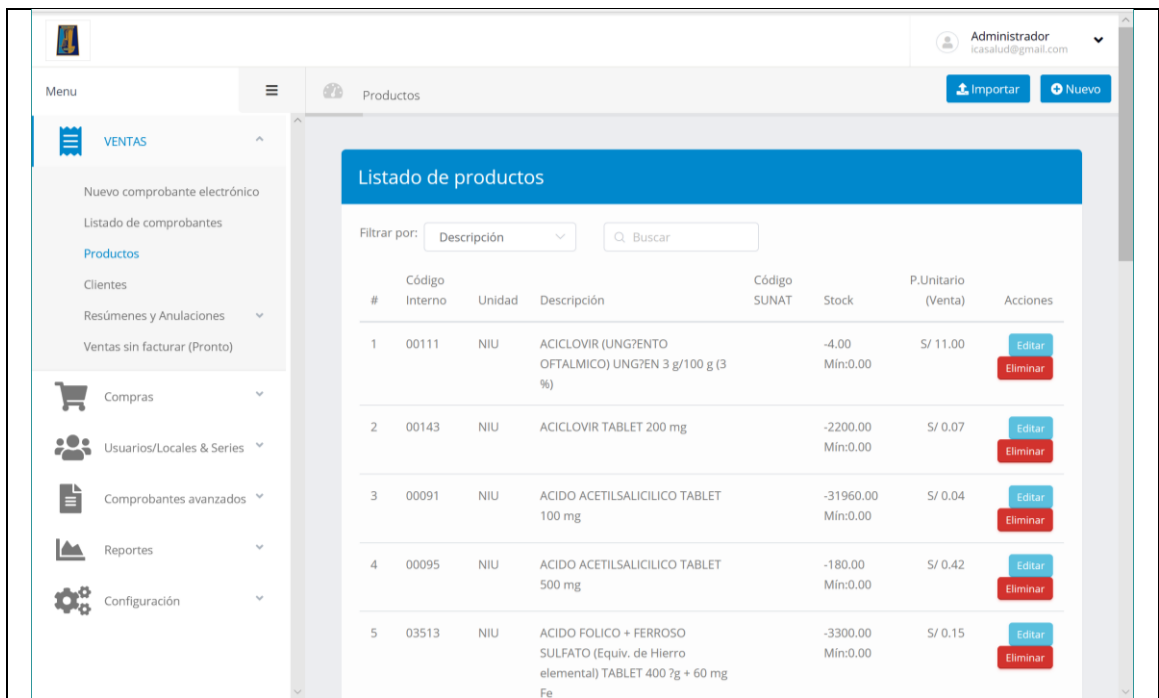 Administrador
icasalud@gmail.com
Menu
Productos
Importar
Nuevo
VENTAS
Nuevo comprobante electrónico
Listado de comprobantes
Productos
Clientes
Resúmenes y Anulaciones
Ventas sin facturar (Pronto)
Compras
Usuarios/Locales & Series
Comprobantes avanzados
Reportes
Configuración
Listado de productos
Filtrar por: Descripción Buscar
Código Código P.Unitario
# Interno Unidad Descripción SUNAT Stock (Venta) Acciones
1 00111 NIU ACICLOVIR (UNG?ENTO -4.00 S/ 11.00 Editar
OFTALMICO) UNG?EN 3 g/100 g (3 Mín:0.00 Eliminar
%)
2 00143 NIU ACICLOVIR TABLET 200 mg -2200.00 S/ 0.07 Editar
Mín:0.00 Eliminar
3 00091 NIU ACIDO ACETILSALICILICO TABLET -31960.00 S/ 0.04 Editar
100 mg Mín:0.00 Eliminar
4 00095 NIU ACIDO ACETILSALICILICO TABLET -180.00 S/ 0.42 Editar
500 mg Mín:0.00 Eliminar
5 03513 NIU ACIDO FOLICO + FERROSO -3300.00 S/ 0.15 Editar
SULFATO (Equiv. de Hierro Mín:0.00 Eliminar
elemental) TABLET 400 ?g + 60 mg
Fe